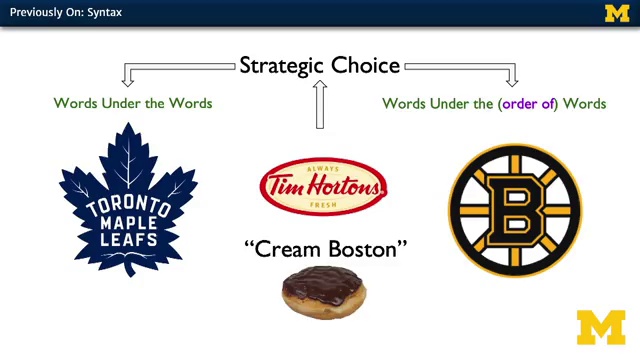 Previously On: Syntax
M
Strategic Choice
Words Under the Words
Words Under the (order of) Words
TORONTO
MAPLE
LEAFS
ALWAYS
Tim Hortons
FRESH
B
“Cream Boston”
M